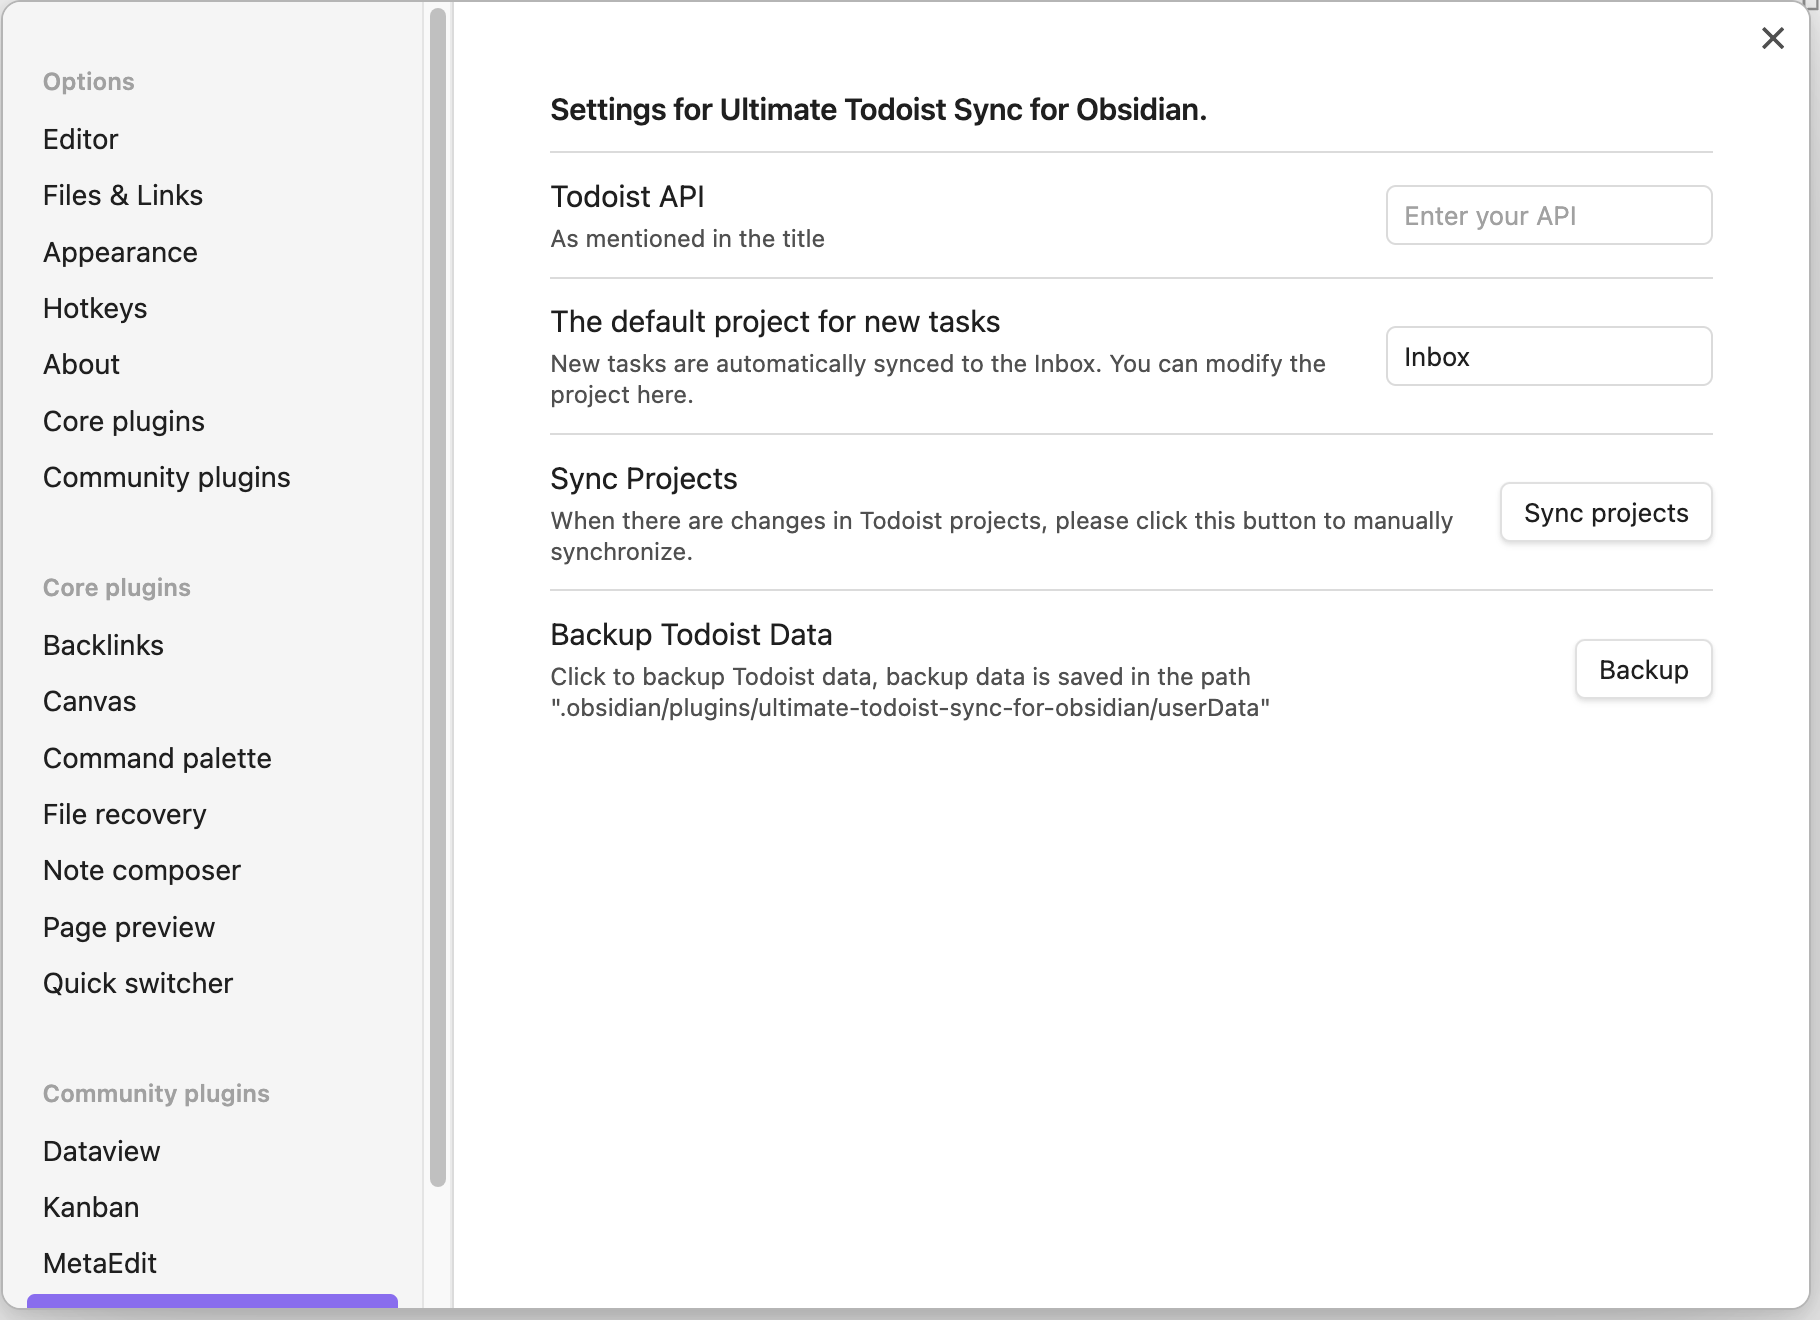 Options
Editor
Files & Links
Appearance
Hotkeys
About
Core plugins
Community plugins
Core plugins
Backlinks
Canvas
Command palette
File recovery
Note composer
Page preview
Quick switcher
Community plugins
Dataview
Kanban
MetaEdit
Settings for Ultimate Todoist Sync for Obsidian.
Todoist API
As mentioned in the title
Enter your API
The default project for new tasks
New tasks are automatically synced to the Inbox. You can modify the
project here.
Inbox
Sync Projects
When there are changes in Todoist projects, please click this button to manually
synchronize.
Sync projects
Backup Todoist Data
Click to backup Todoist data, backup data is saved in the path
".obsidian/plugins/ultimate-todoist-sync-for-obsidian/userData"
Backup